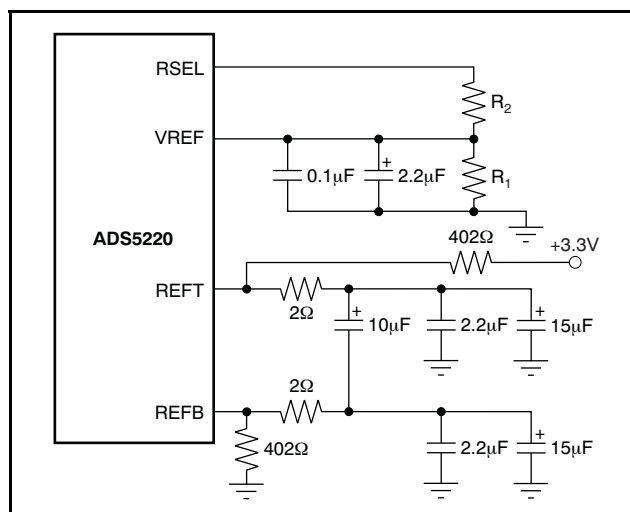 RSEL
R2
VREF
0.1µF
+
2.2µF
R1
ADS5220
402Ω
+3.3V
REFT
2Ω
+
10µF
2.2µF
+
15µF
2Ω
REFB
402Ω
2.2µF
+
15µF